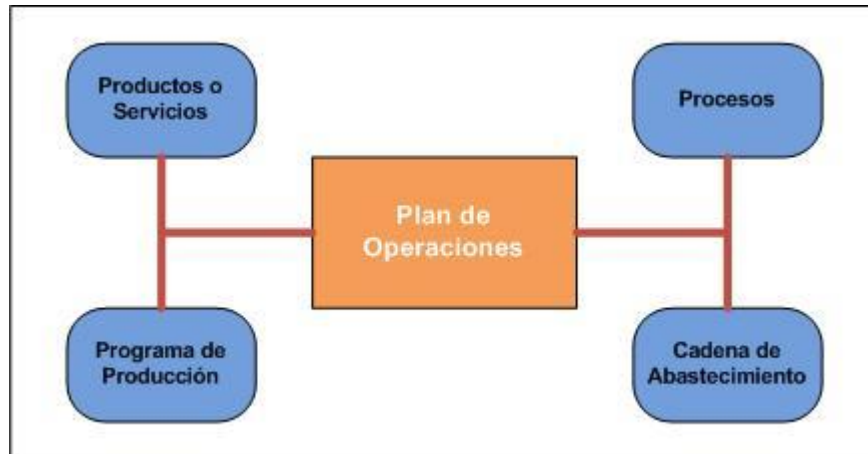 Productos o
Servicios
Procesos
Plan de
Operaciones
Programa de
Producción
Cadena de
Abastecimiento